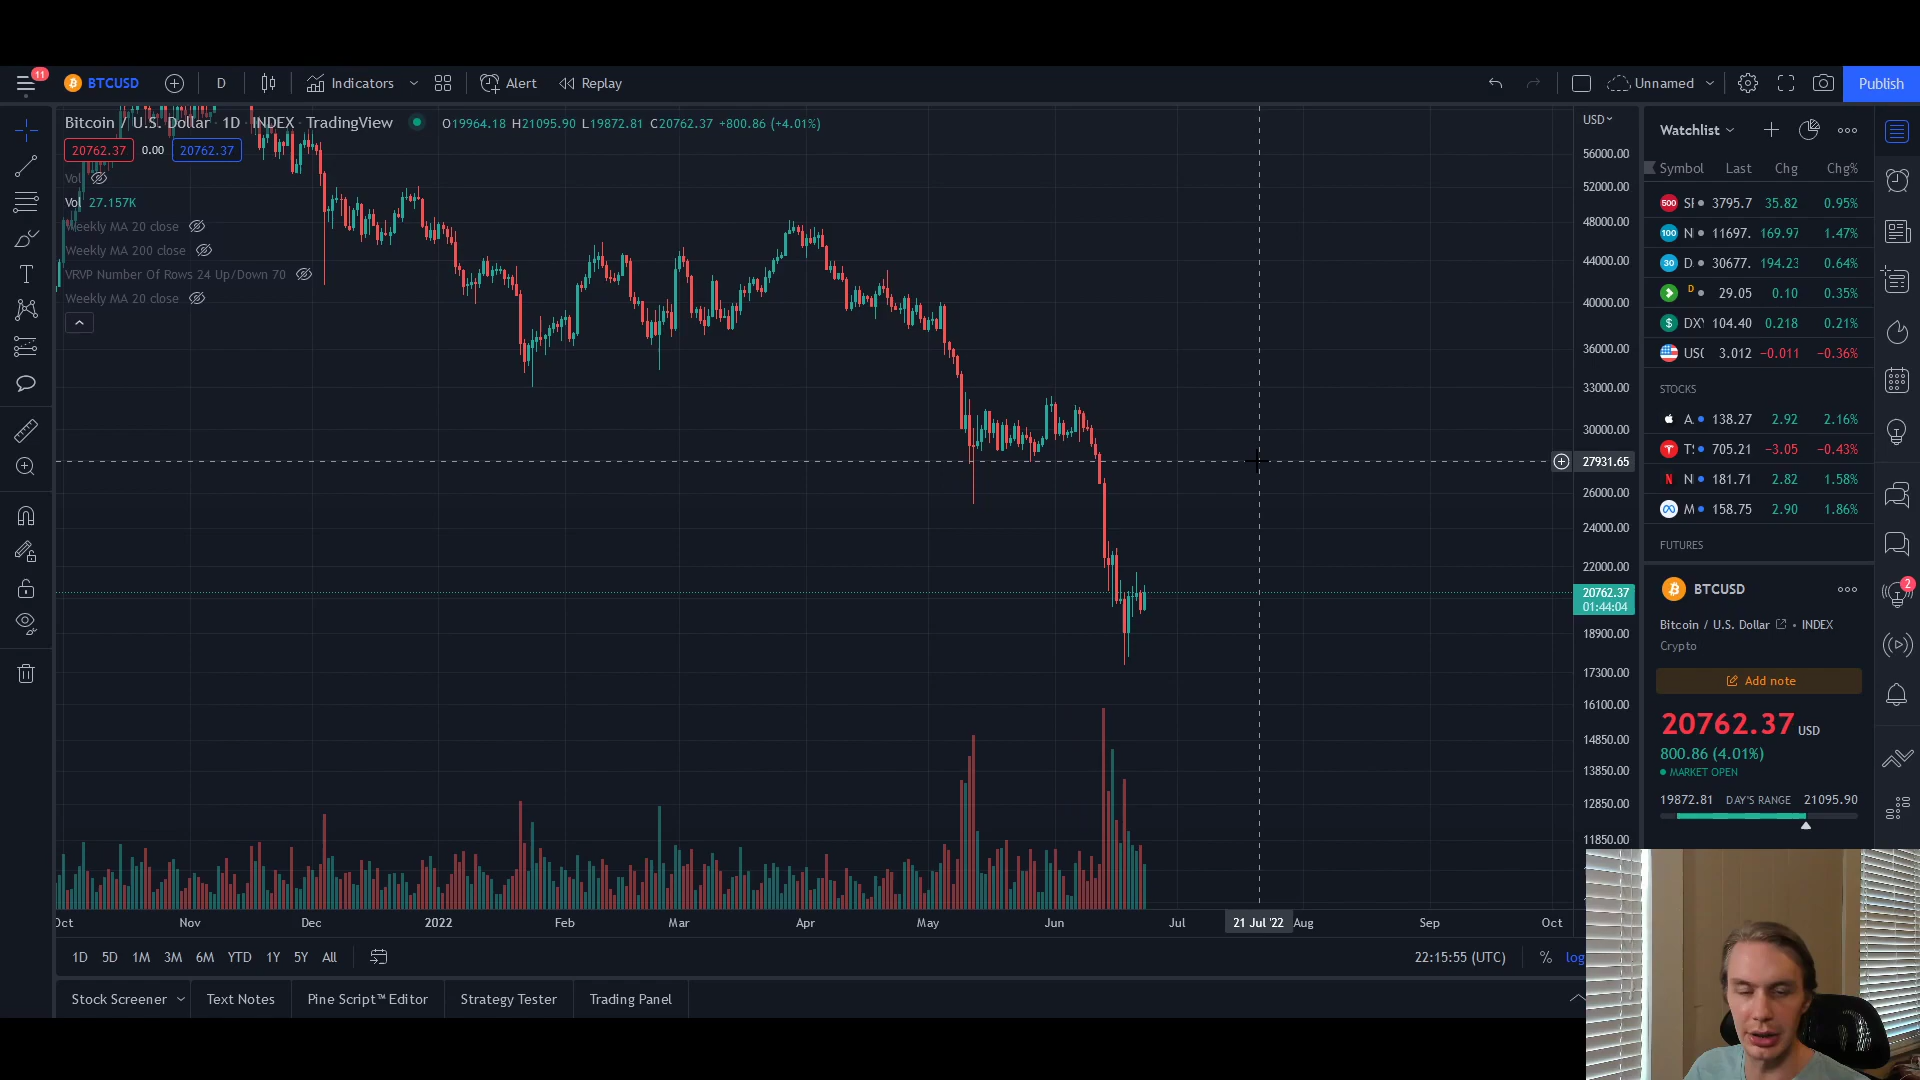 11
BTCUSD
D
Indicators
Alert
Replay
Unnamed
Publish
Bitcoin / U.S. Dollar · 1D · INDEX · TradingView
O19964.18 H21095.90 L19872.81 C20762.37 +800.86 (+4.01%)
20762.37 0.00 20762.37
Vol
Vol 27.157K
Weekly MA 20 close
Weekly MA 200 close
VRVP Number Of Rows 24 Up/Down 70
Weekly MA 20 close
USD
56000.00
52000.00
48000.00
44000.00
40000.00
36000.00
33000.00
30000.00
27931.65
26000.00
24000.00
22000.00
20762.37
01:44:04
18900.00
17300.00
16100.00
14850.00
13850.00
12850.00
11850.00
Oct Nov Dec 2022 Feb Mar Apr May Jun Jul 21 Jul '22 Aug Sep Oct
1D 5D 1M 3M 6M YTD 1Y 5Y All
22:15:55 (UTC) % log
Stock Screener Text Notes Pine Script™ Editor Strategy Tester Trading Panel
Watchlist
Symbol Last Chg Chg%
500 3795.7 35.82 0.95%
100 N 11697. 169.97 1.47%
30 D 30677. 194.23 0.64%
D 29.05 0.10 0.35%
$ DXY 104.40 0.218 0.21%
3.012 −0.011 −0.36%
STOCKS
A 138.27 2.92 2.16%
705.21 −3.05 −0.43%
N N 181.71 2.82 1.58%
M 158.75 2.90 1.86%
FUTURES
BTCUSD
Bitcoin / U.S. Dollar • INDEX
Crypto
Add note
20762.37 USD
800.86 (4.01%)
MARKET OPEN
19872.81 DAY'S RANGE 21095.90
2